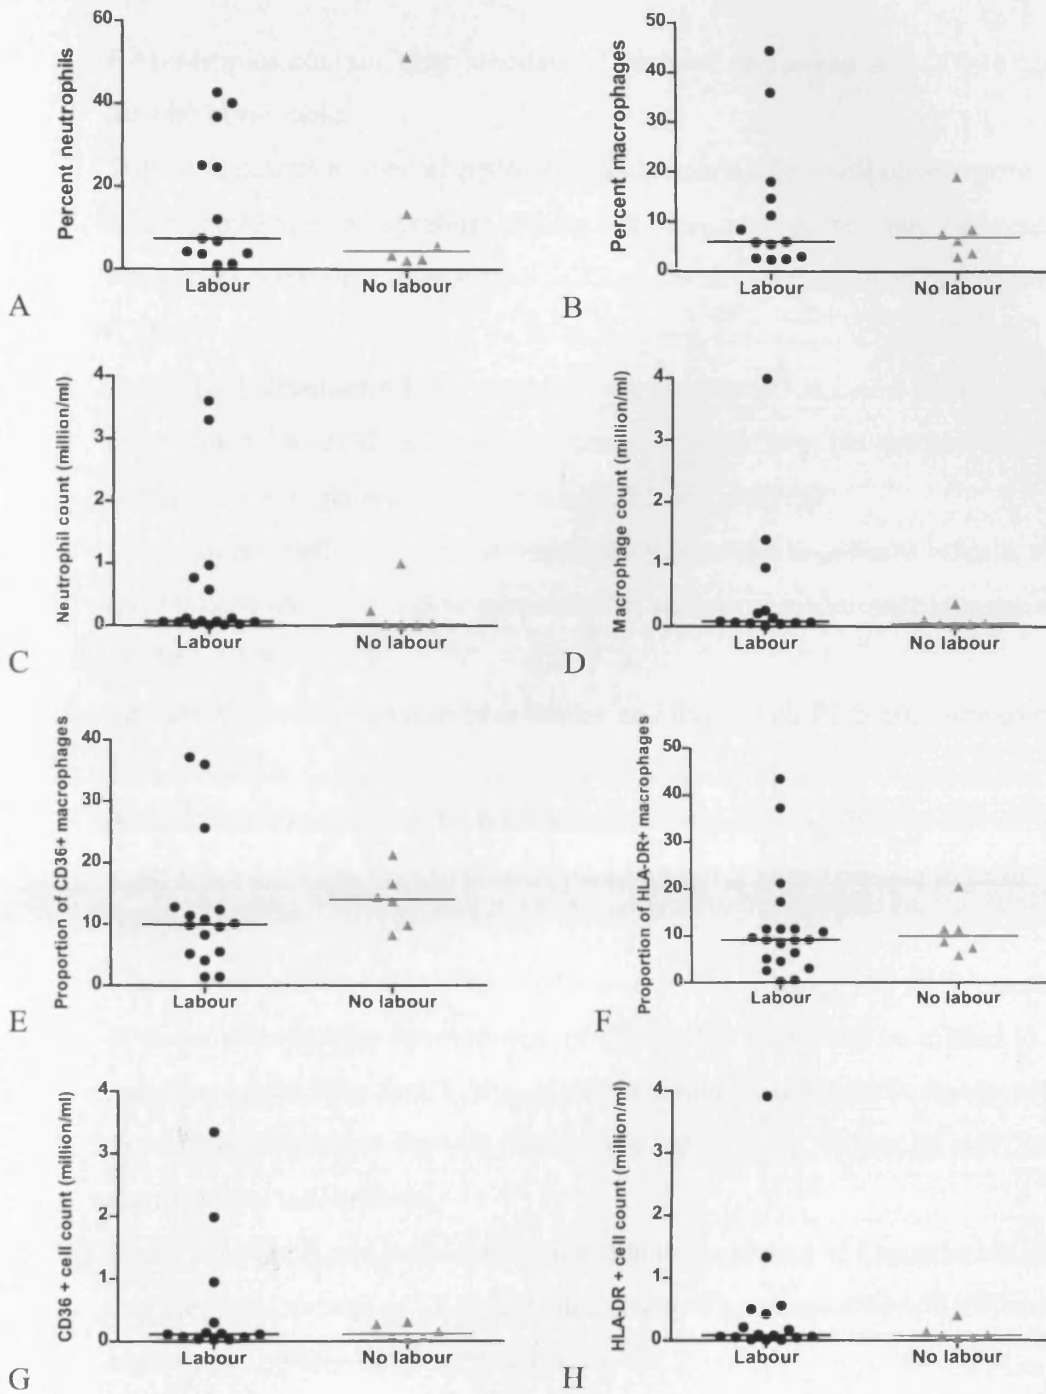 Percent neutrophils
60
40
20
0
Labour
No labour
A
Percent macrophages
50
40
30
20
10
0
Labour
No labour
B
Neutrophil count (million/ml)
4
3
2
1
0
Labour
No labour
C
Macrophage count (million/ml)
4
3
2
1
0
Labour
No labour
D
Proportion of CD36+ macrophages
40
30
20
10
0
Labour
No labour
E
Proportion of HLA-DR+ macrophages
50
40
30
20
10
0
Labour
No labour
F
CD36 + cell count (million/ml)
4
3
2
1
0
Labour
No labour
G
HLA-DR + cell count (million/ml)
4
3
2
1
0
Labour
No labour
H